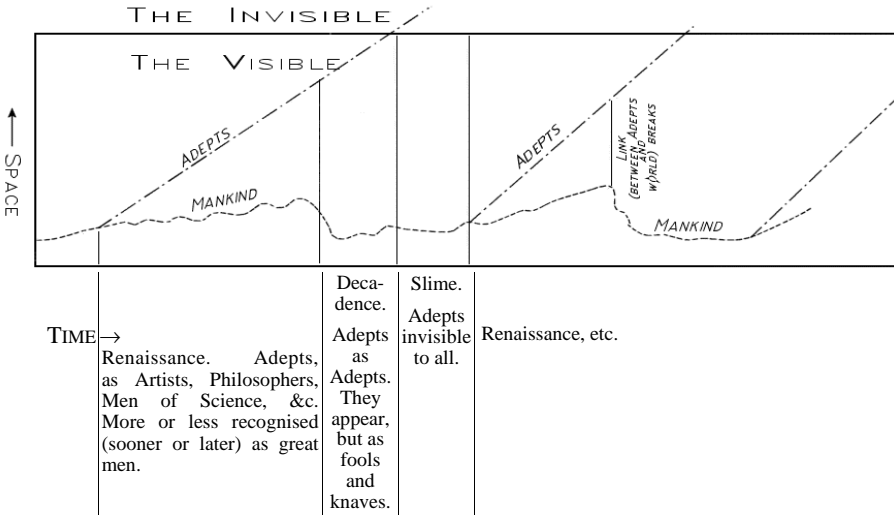 THE INVISIBLE
THE VISIBLE
← SPACE
ADEPTS
MANKIND
ADEPTS
LINK
(BETWEEN ADEPTS
AND
WORLD) BREAKS
MANKIND
TIME→
Renaissance. Adepts,
as Artists, Philosophers,
Men of Science, &c.
More or less recognised
(sooner or later) as great
men.
Deca-
dence.
Adepts
as
Adepts.
They
appear,
but as
fools
and
knaves.
Slime.
Adepts
invisible
to all.
Renaissance, etc.